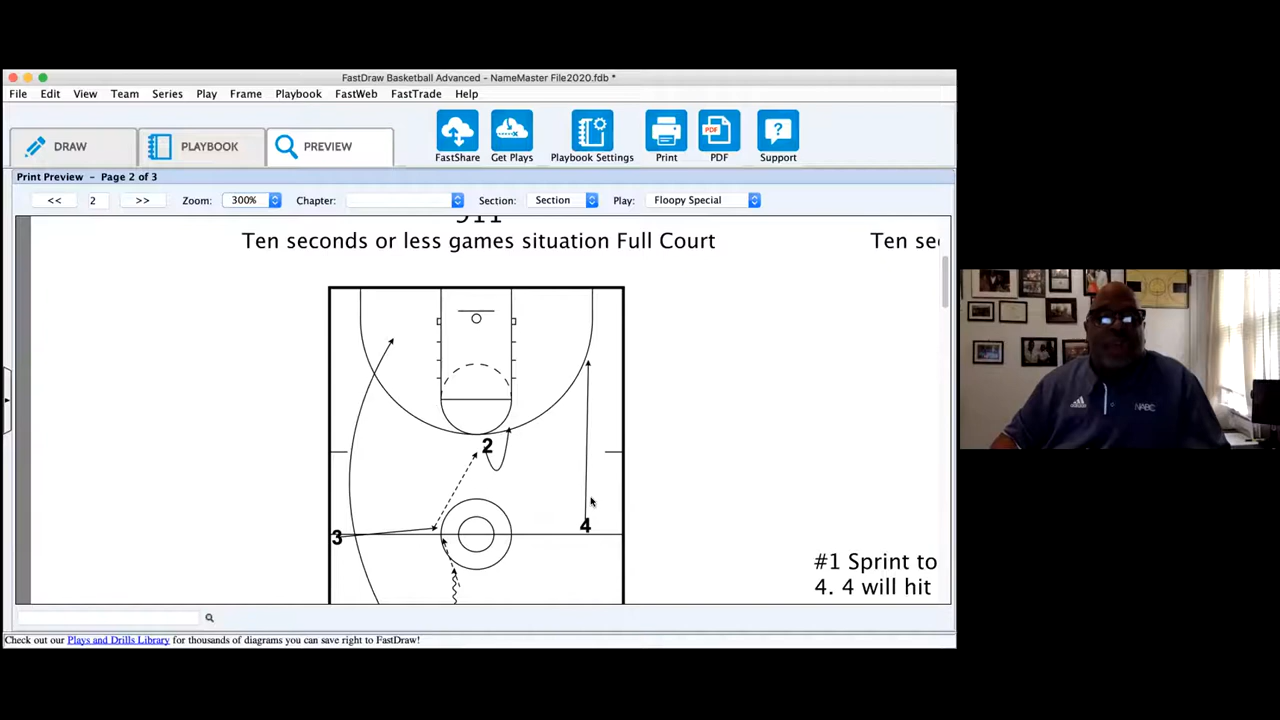 FastDraw Basketball Advanced - NameMaster File2020.fdb *
File Edit View Team Series Play Frame Playbook FastWeb FastTrade Help
DRAW PLAYBOOK PREVIEW
FastShare Get Plays Playbook Settings Print PDF Support
Print Preview - Page 2 of 3
<< 2 >> Zoom: 300% Chapter: Section: Section Play: Floopy Special
911
Ten seconds or less games situation Full Court
Ten sec
2
3
4
#1 Sprint to
4. 4 will hit
Check out our Plays and Drills Library for thousands of diagrams you can save right to FastDraw!
NABC